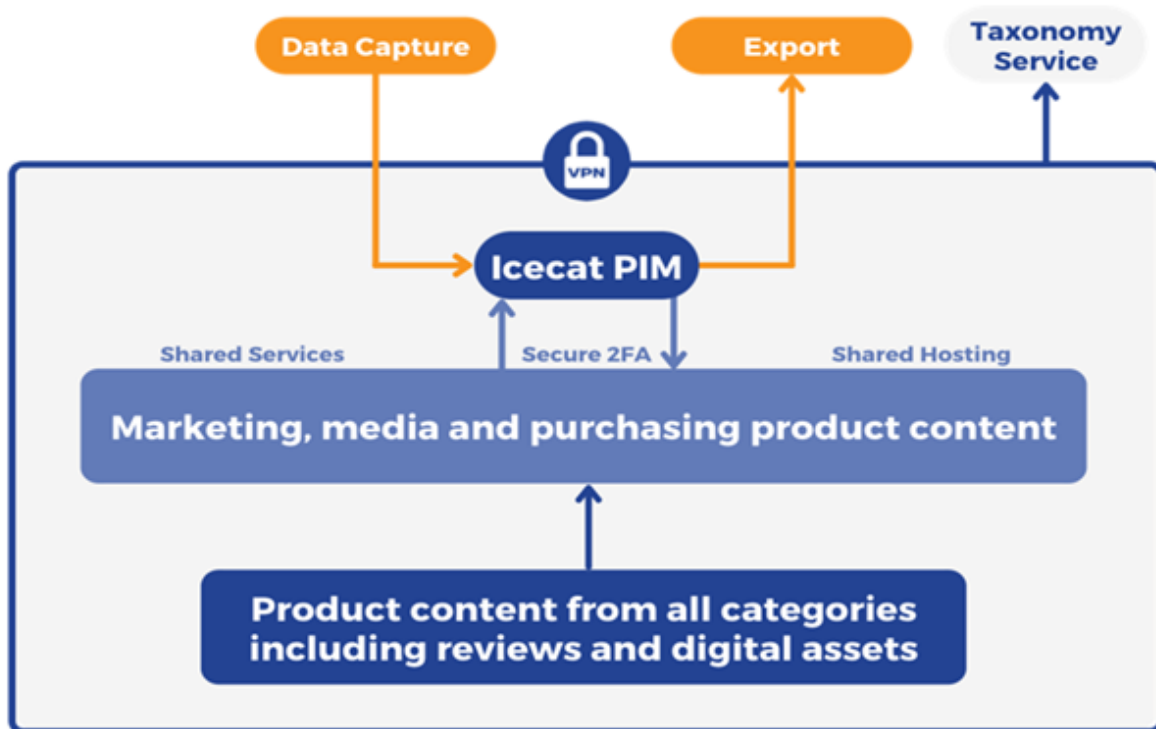 Data Capture
Export
Taxonomy
Service
VPN
Icecat PIM
Shared Services
Secure 2FA
Shared Hosting
Marketing, media and purchasing product content
Product content from all categories
including reviews and digital assets